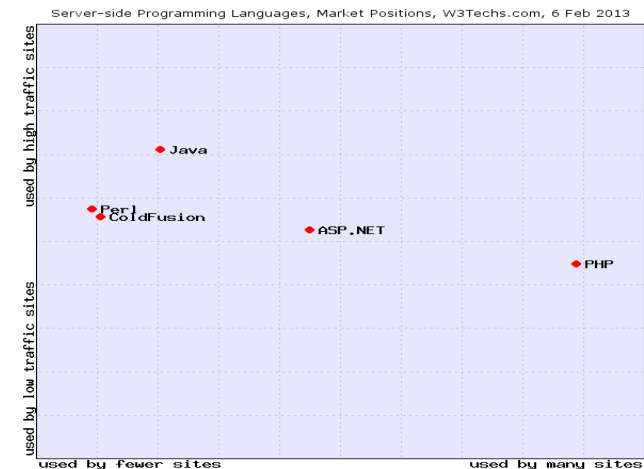 Server-side Programming Languages, Market Positions, W3Techs.com, 6 Feb 2013
used by high traffic sites
Java
Perl
ColdFusion
ASP.NET
PHP
used by low traffic sites
used by fewer sites
used by many sites